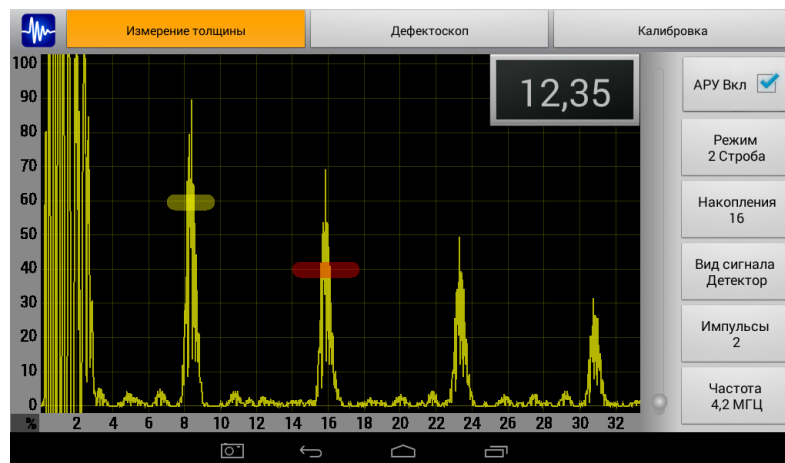 Измерение толщины
Дефектоскоп
Калибровка
12,35
100
90
80
70
60
50
40
30
20
10
0
% 2 4 6 8 10 12 14 16 18 20 22 24 26 28 30 32
АРУ Вкл
Режим
2 Строба
Накопления
16
Вид сигнала
Детектор
Импульсы
2
Частота
4,2 МГЦ